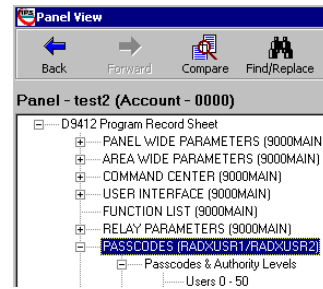 Panel View
Back Forward Compare Find/Replace
Panel - test2 (Account - 0000)
D9412 Program Record Sheet
PANEL WIDE PARAMETERS (9000MAIN
AREA WIDE PARAMETERS (9000MAIN
COMMAND CENTER (9000MAIN)
USER INTERFACE (9000MAIN)
FUNCTION LIST (9000MAIN)
RELAY PARAMETERS (9000MAIN)
PASSCODES (RADXUSR1/RADXUSR2)
Passcodes & Authority Levels
Users 0 - 50